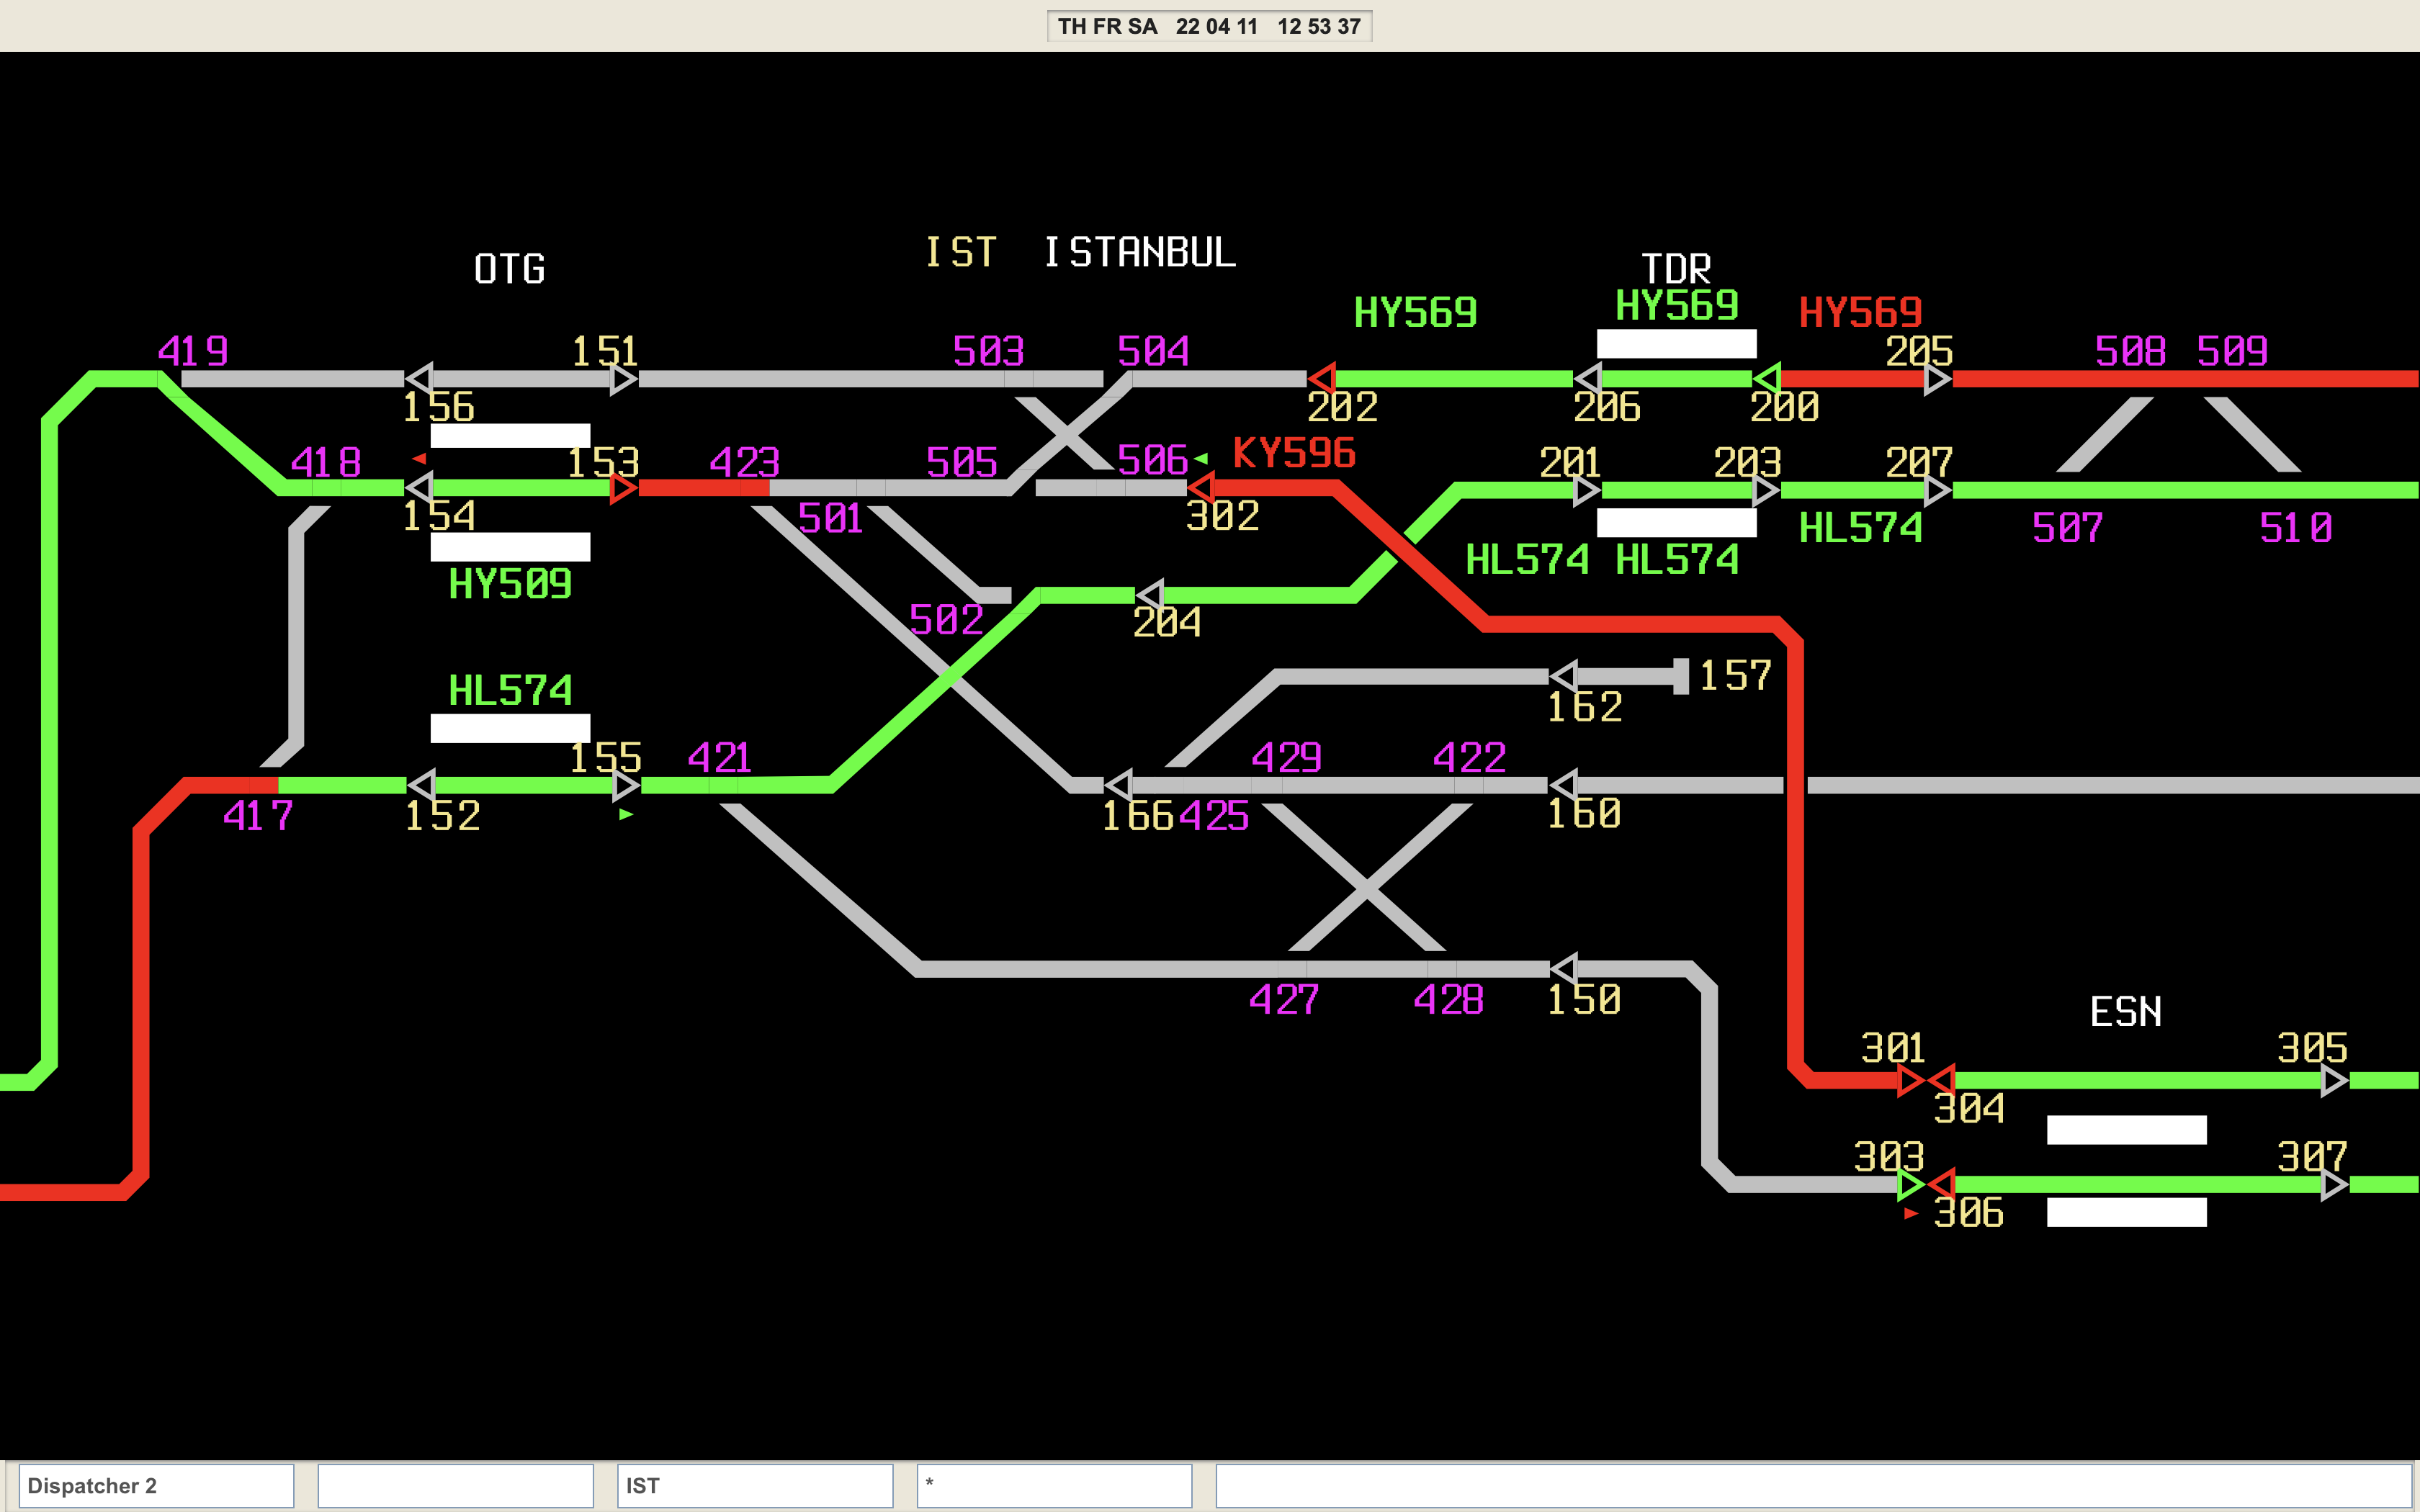 TH FR SA 22 04 11 12 53 37
IST ISTANBUL
OTG
TDR
HY569 HY569 HY569
419 151 503 504 205 508 509
156 202 206 200
418 153 423 505 506 KY596 201 203 207
154 501 302 507 510
HL574 HL574 HL574
HY509
502 204
HL574
157
162
155 421 429 422
417 152 166 425 160
427 428 150
ESN
301 305
304
303 307
306
Dispatcher 2 IST *